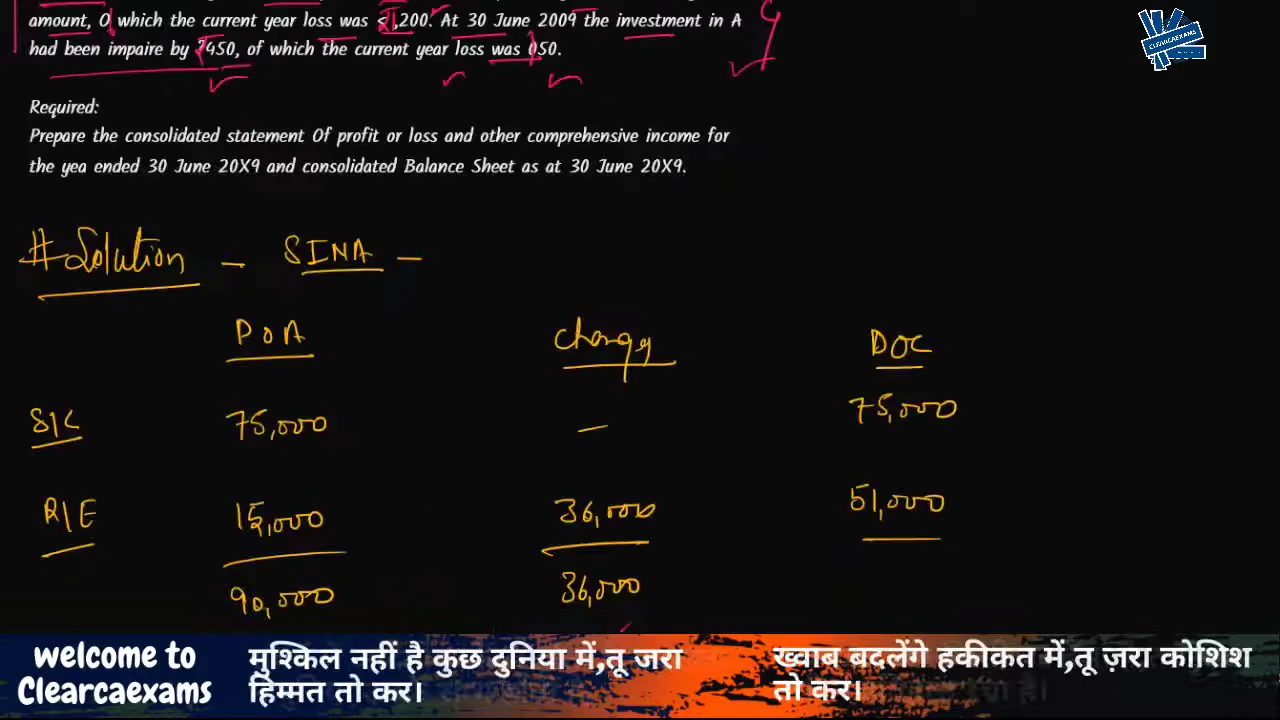 amount, O which the current year loss was ₹1,200. At 30 June 2009 the investment in A
had been impaire by ₹450, of which the current year loss was 050.
CLEARCAEXAMS
Required:
Prepare the consolidated statement Of profit or loss and other comprehensive income for
the yea ended 30 June 20X9 and consolidated Balance Sheet as at 30 June 20X9.
# Solution - SINA -
DOA Change DOC
S/C 75,000 — 75,000
R/E 15,000 36,000 51,000
90,000 36,000
welcome to
Clearcaexams
मुश्किल नहीं है कुछ दुनिया में,तू जरा
हिम्मत तो कर।
ख्वाब बदलेंगे हकीकत में,तू ज़रा कोशिश
तो कर।